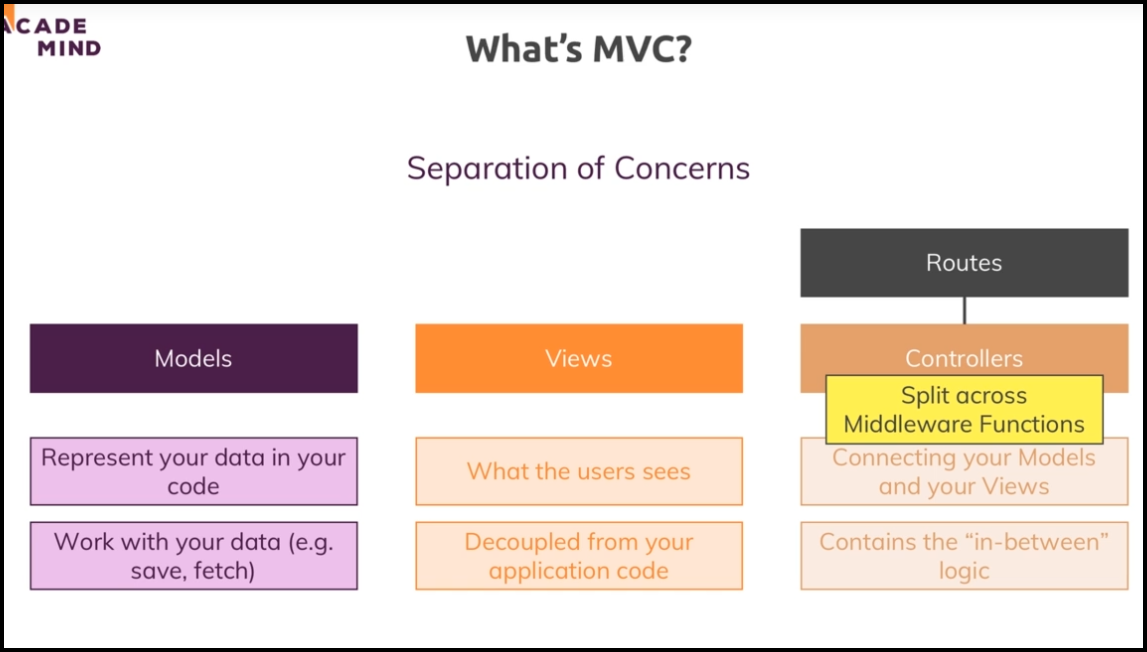 ACADE
MIND
What's MVC?
Separation of Concerns
Routes
Models
Views
Controllers
Split across
Middleware Functions
Represent your data in your
code
What the users sees
Connecting your Models
and your Views
Work with your data (e.g.
save, fetch)
Decoupled from your
application code
Contains the “in-between”
logic